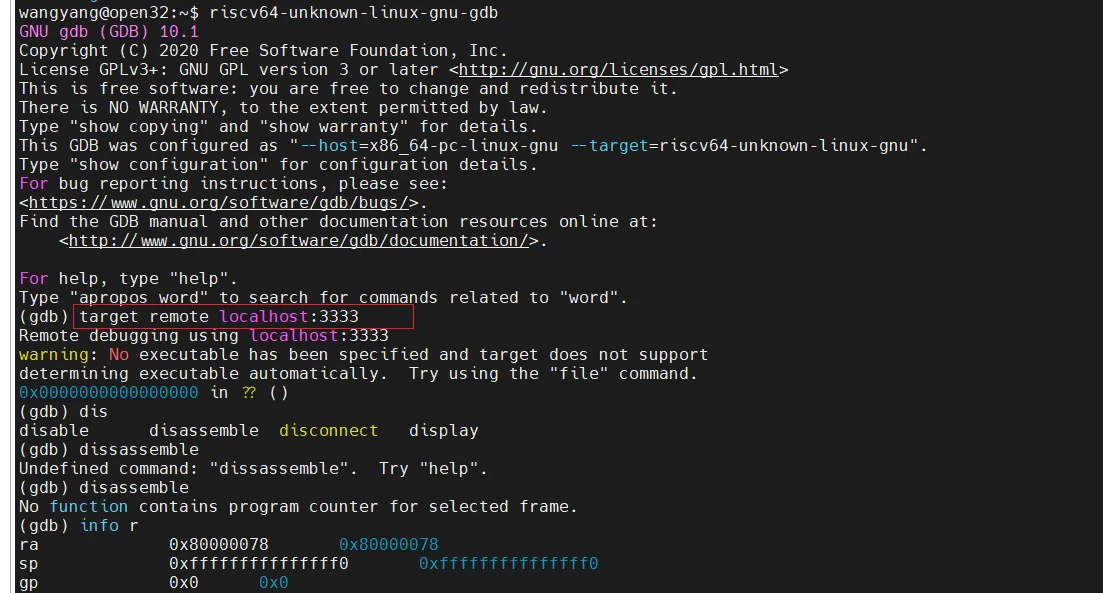 wangyang@open32:~$ riscv64-unknown-linux-gnu-gdb
GNU gdb (GDB) 10.1
Copyright (C) 2020 Free Software Foundation, Inc.
License GPLv3+: GNU GPL version 3 or later <http://gnu.org/licenses/gpl.html>
This is free software: you are free to change and redistribute it.
There is NO WARRANTY, to the extent permitted by law.
Type "show copying" and "show warranty" for details.
This GDB was configured as "--host=x86_64-pc-linux-gnu --target=riscv64-unknown-linux-gnu".
Type "show configuration" for configuration details.
For bug reporting instructions, please see:
<https://www.gnu.org/software/gdb/bugs/>.
Find the GDB manual and other documentation resources online at:
    <http://www.gnu.org/software/gdb/documentation/>.

For help, type "help".
Type "apropos word" to search for commands related to "word".
(gdb) target remote localhost:3333
Remote debugging using localhost:3333
warning: No executable has been specified and target does not support
determining executable automatically.  Try using the "file" command.
0x0000000000000000 in ?? ()
(gdb) dis
disable      disassemble  disconnect   display
(gdb) dissassemble
Undefined command: "dissassemble".  Try "help".
(gdb) disassemble
No function contains program counter for selected frame.
(gdb) info r
ra             0x80000078       0x80000078
sp             0xfffffffffffffff0       0xfffffffffffffff0
gp             0x0      0x0